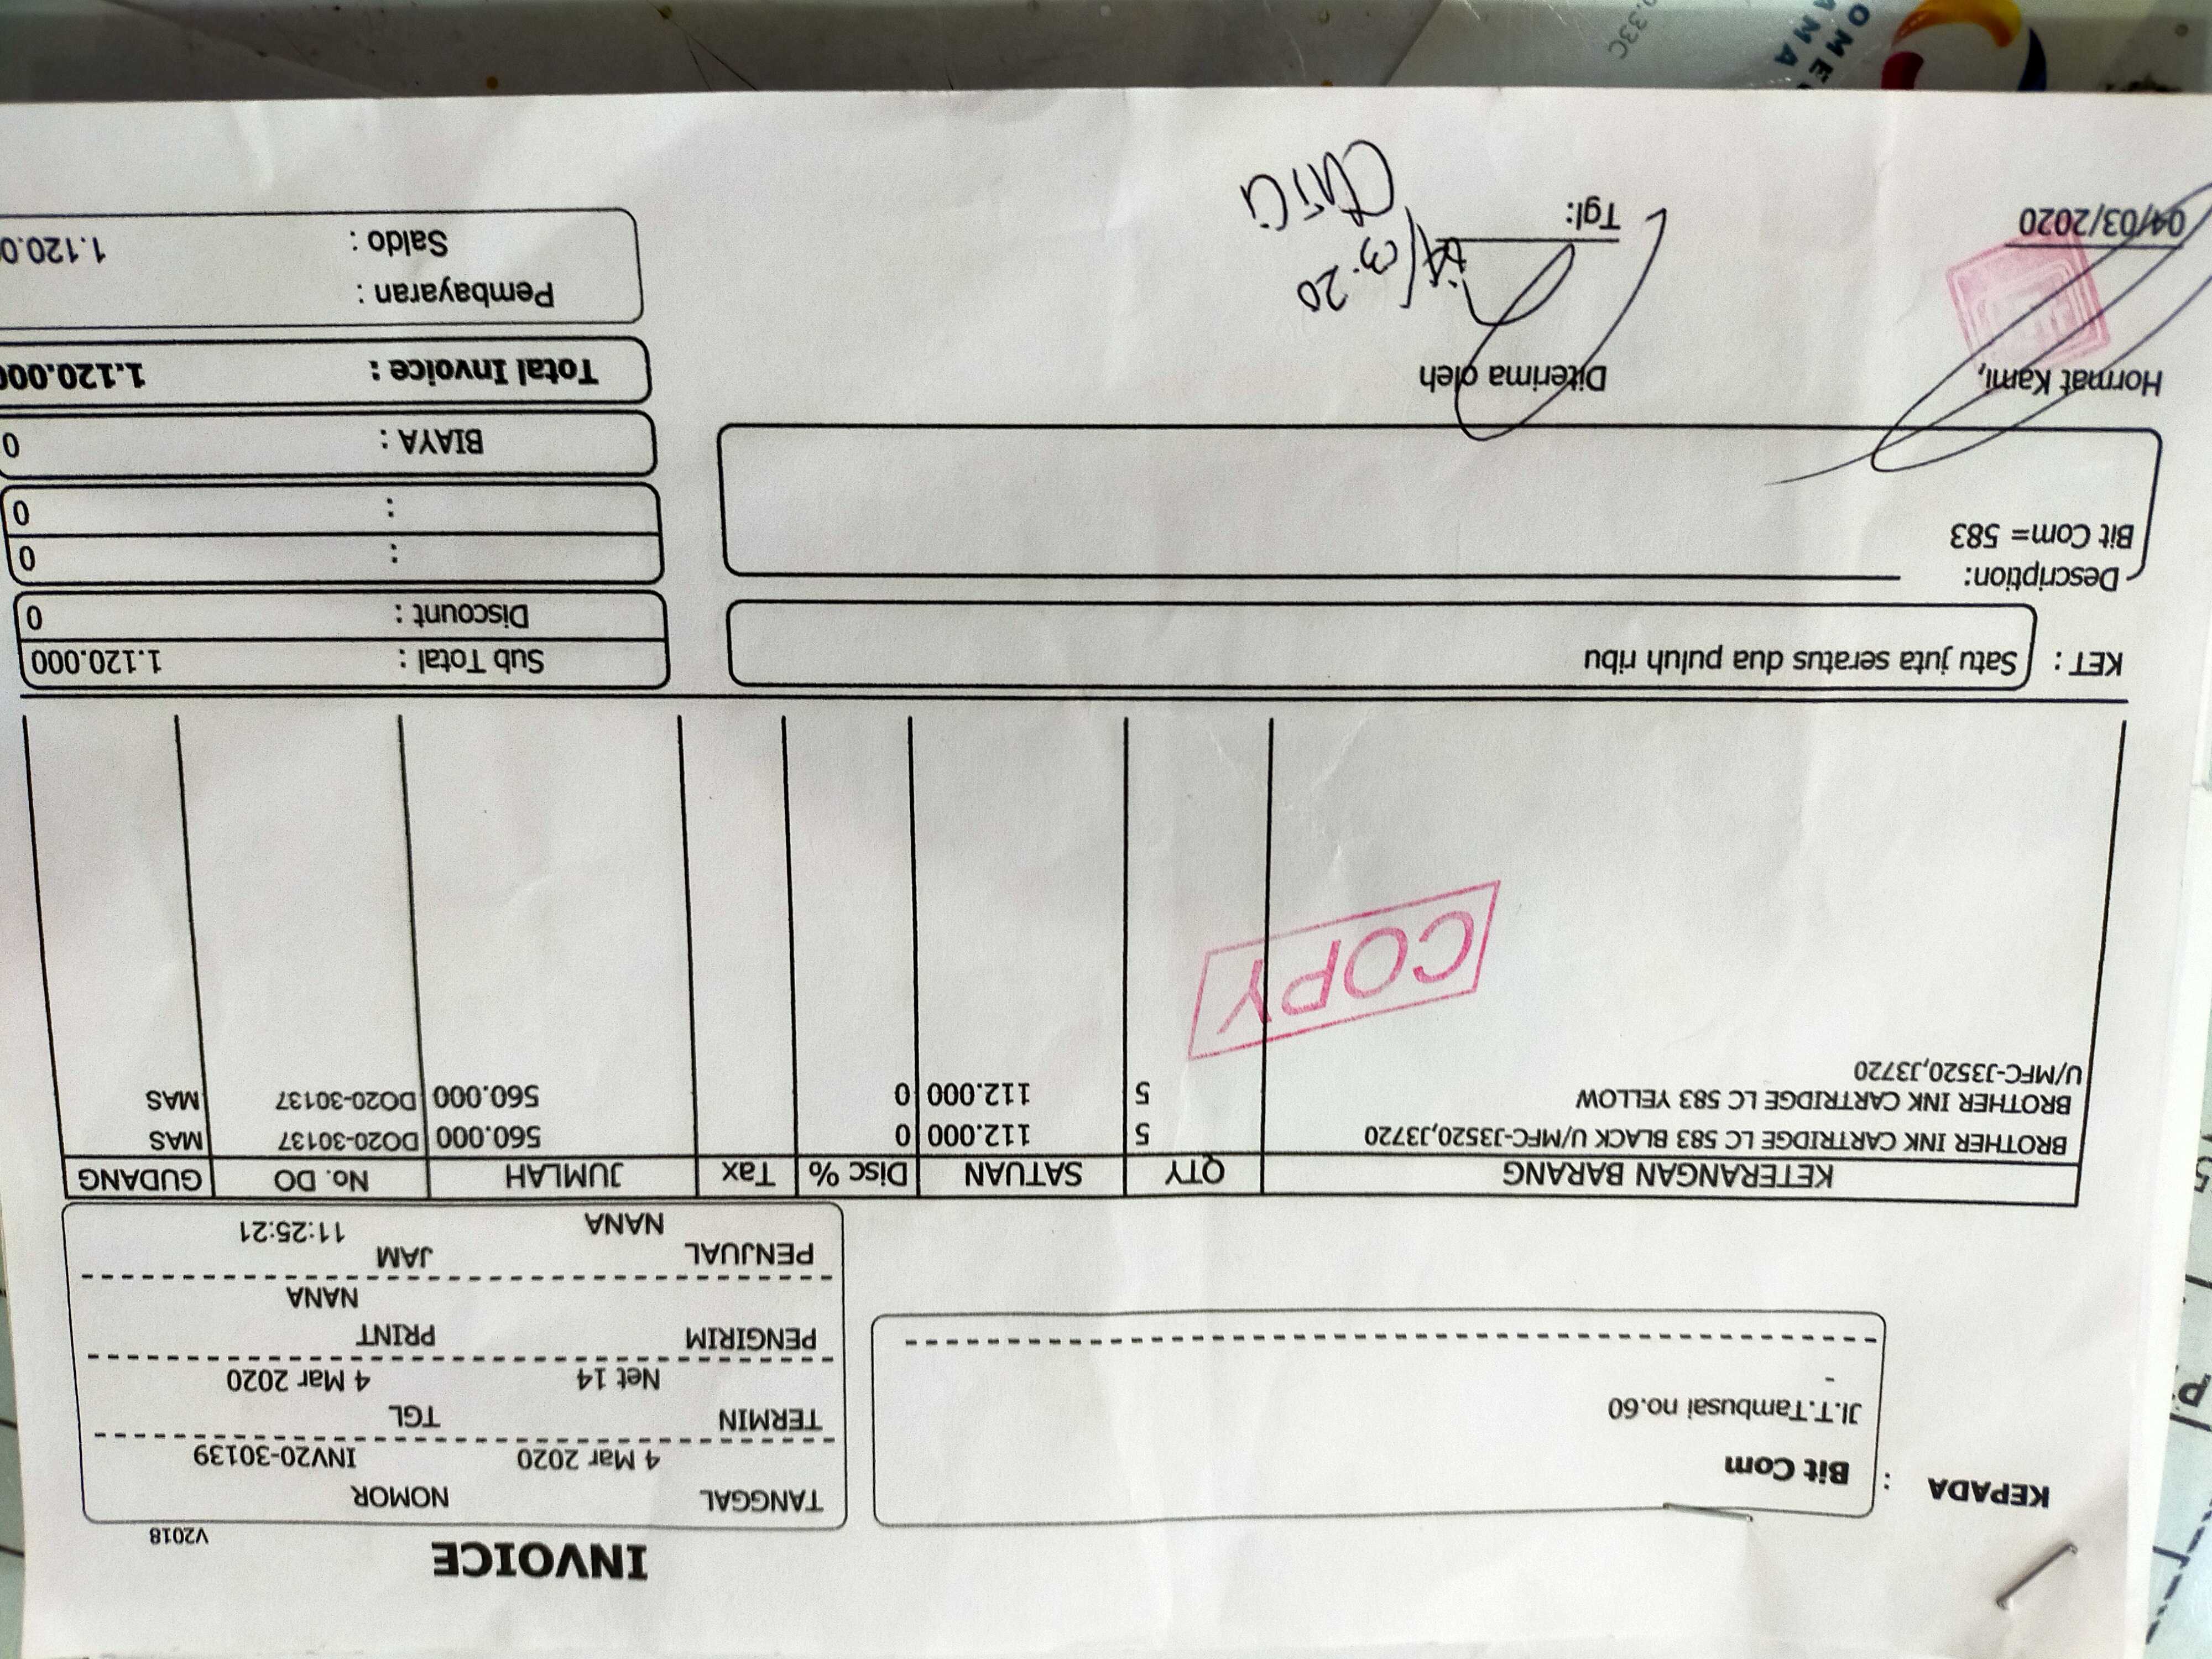 INVOICE
V2018
KEPADA : Bit Com
Jl.T.Tambusai no.60
-
TANGGAL NOMOR
4 Mar 2020 INV20-30139
TERMIN TGL
Net 14 4 Mar 2020
PENGIRIM PRINT
NANA
PENJUAL JAM
NANA 11:25:21
KETERANGAN BARANG QTY SATUAN Disc % Tax JUMLAH No. DO GUDANG
BROTHER INK CARTRIDGE LC 583 BLACK U/MFC-J3520,J3720 5 112.000 0 560.000 DO20-30137 MAS
BROTHER INK CARTRIDGE LC 583 YELLOW 5 112.000 0 560.000 DO20-30137 MAS
U/MFC-J3520,J3720
COPY
KET : Satu juta seratus dua puluh ribu
Sub Total : 1.120.000
Discount : 0
: 0
: 0
BIAYA : 0
Total Invoice : 1.120.000
Pembayaran :
Saldo : 1.120.0
Description:
Bit Com= 583
Hormat Kami,
04/03/2020
Diterima oleh
Tgl:
04/03.20